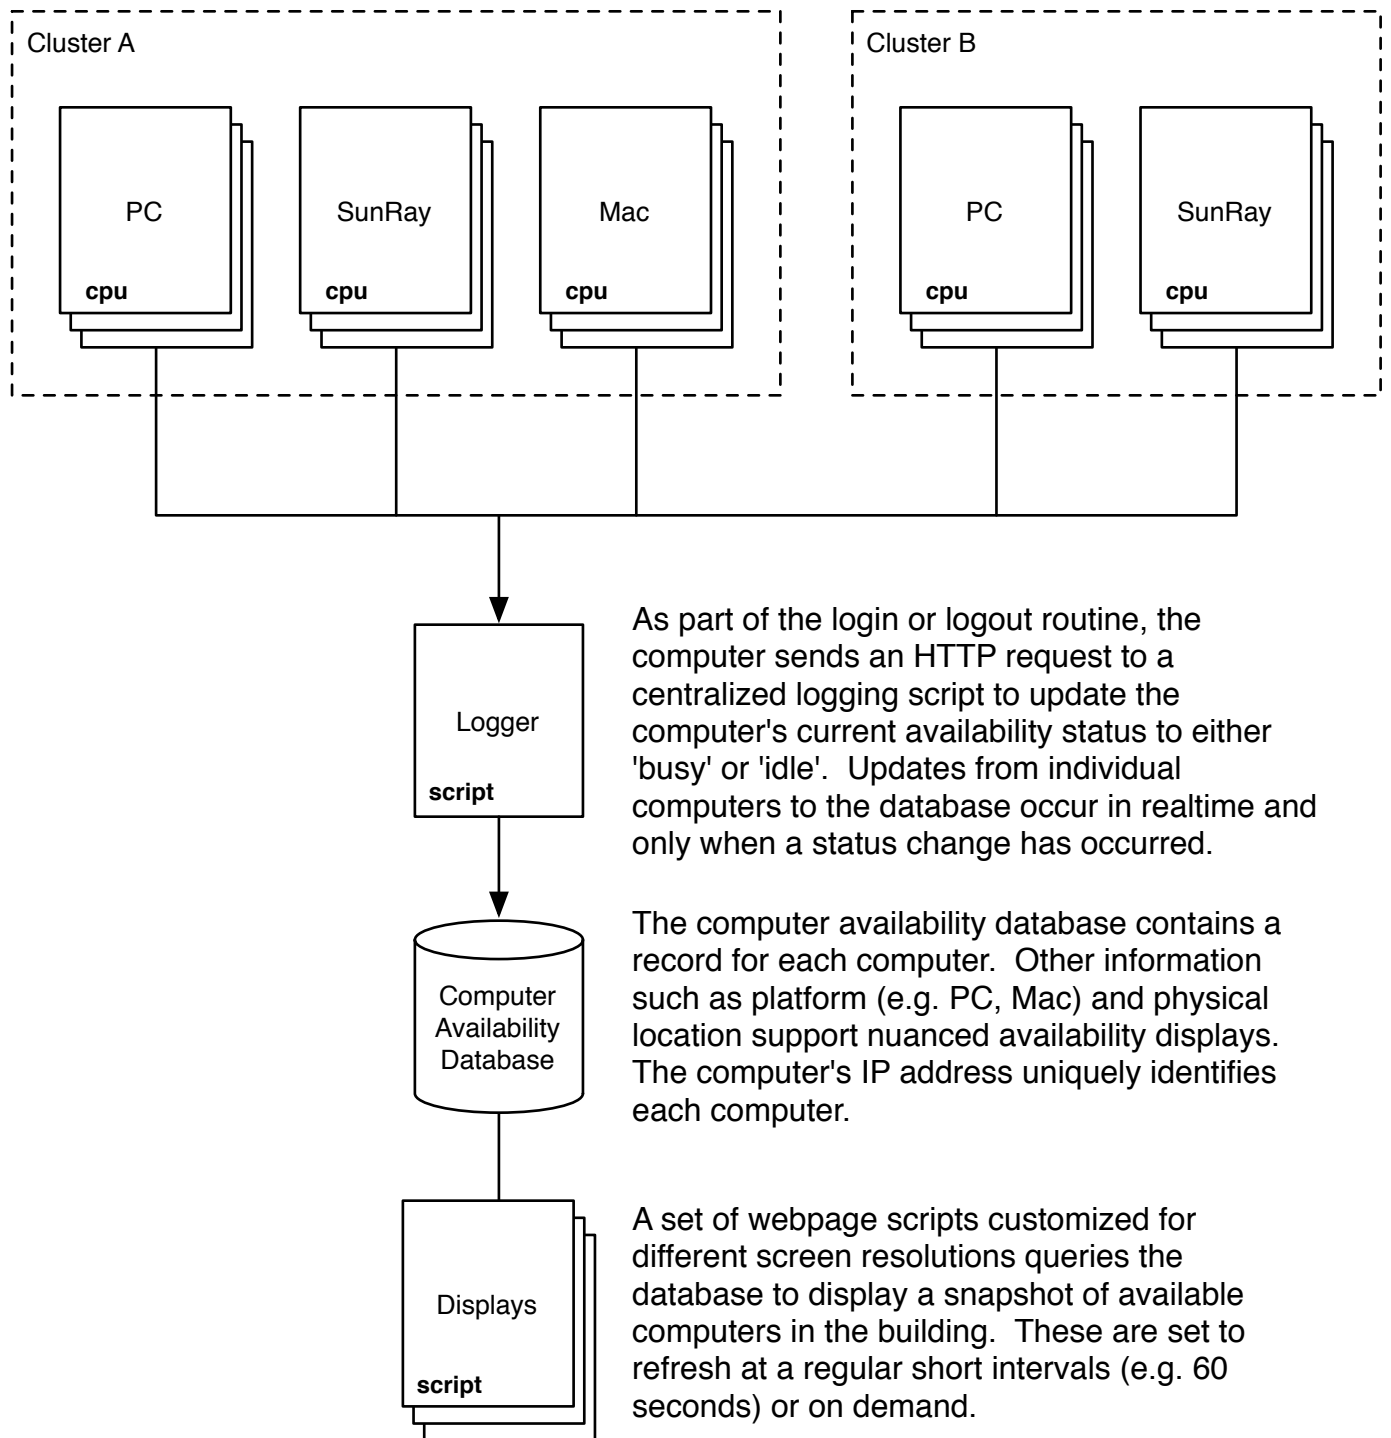 Cluster A
Cluster B
PC
SunRay
Mac
PC
SunRay
cpu
cpu
cpu
cpu
cpu
As part of the login or logout routine, the
computer sends an HTTP request to a
centralized logging script to update the
computer's current availability status to either
'busy' or 'idle'.  Updates from individual
computers to the database occur in realtime and
only when a status change has occurred.
Logger
script
The computer availability database contains a
record for each computer.  Other information
such as platform (e.g. PC, Mac) and physical
location support nuanced availability displays.
The computer's IP address uniquely identifies
each computer.
Computer
Availability
Database
A set of webpage scripts customized for
different screen resolutions queries the
database to display a snapshot of available
computers in the building.  These are set to
refresh at a regular short intervals (e.g. 60
seconds) or on demand.
Displays
script